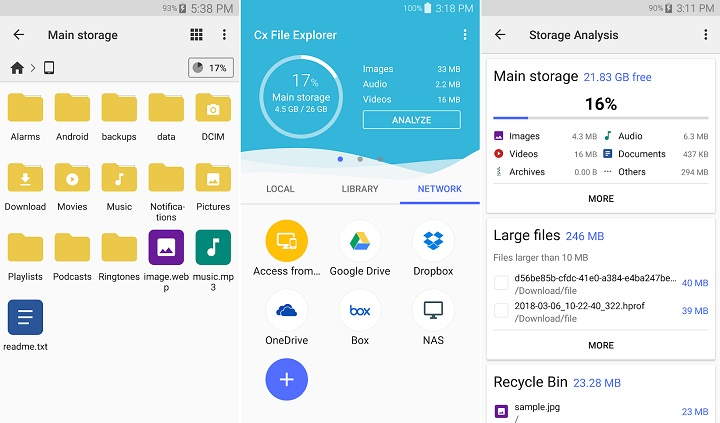 93% 5:38 PM
Main storage
17%
Alarms Android backups data DCIM
Download Movies Music Notifica-
tions Pictures
Playlists Podcasts Ringtones image.web
p music.mp
3
readme.txt
100% 3:18 PM
Cx File Explorer
17%
Main storage
4.5 GB / 26 GB
Images 33 MB
Audio 2.2 MB
Videos 16 MB
ANALYZE
LOCAL LIBRARY NETWORK
Access from... Google Drive Dropbox
box
OneDrive Box NAS
90% 3:11 PM
Storage Analysis
Main storage 21.83 GB free
16%
Images 4.3 MB Audio 6.3 MB
Videos 16 MB Documents 437 KB
Archives 0.00 B Others 294 MB
MORE
Large files 246 MB
Files larger than 10 MB
d56be85b-cfdc-41e0-a384-e4ba247be... 40 MB
/Download/file
2018-03-06_10-22-40_322.hprof 39 MB
/Download/file
MORE
Recycle Bin 23.28 MB
sample.jpg 23 MB
/